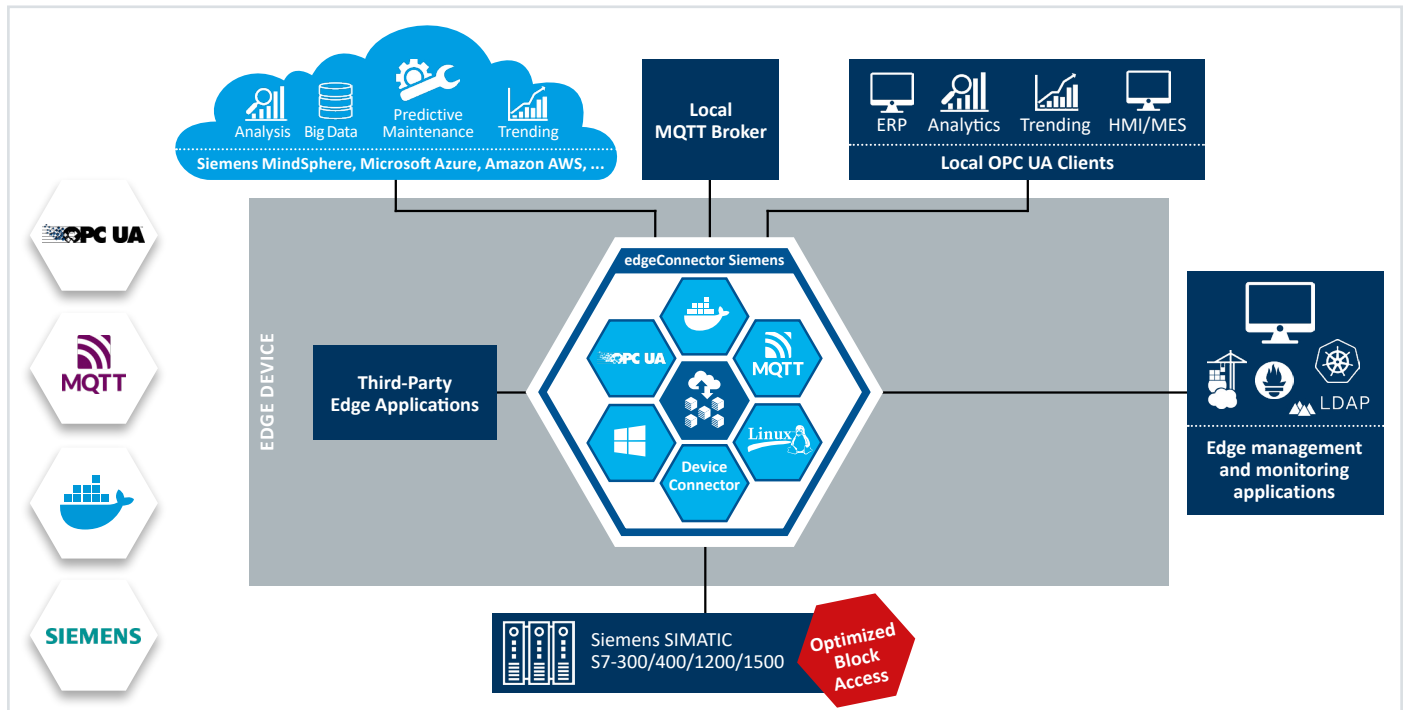 Analysis
Big Data
Predictive
Maintenance
Trending
Siemens MindSphere, Microsoft Azure, Amazon AWS, ...
Local
MQTT Broker
ERP
Analytics
Trending
HMI/MES
Local OPC UA Clients
OPC UA
MQTT
SIEMENS
EDGE DEVICE
Third-Party
Edge Applications
edgeConnector Siemens
OPC UA
MQTT
Linux
Device
Connector
LDAP
Edge management
and monitoring
applications
Siemens SIMATIC
S7-300/400/1200/1500
Optimized
Block
Access